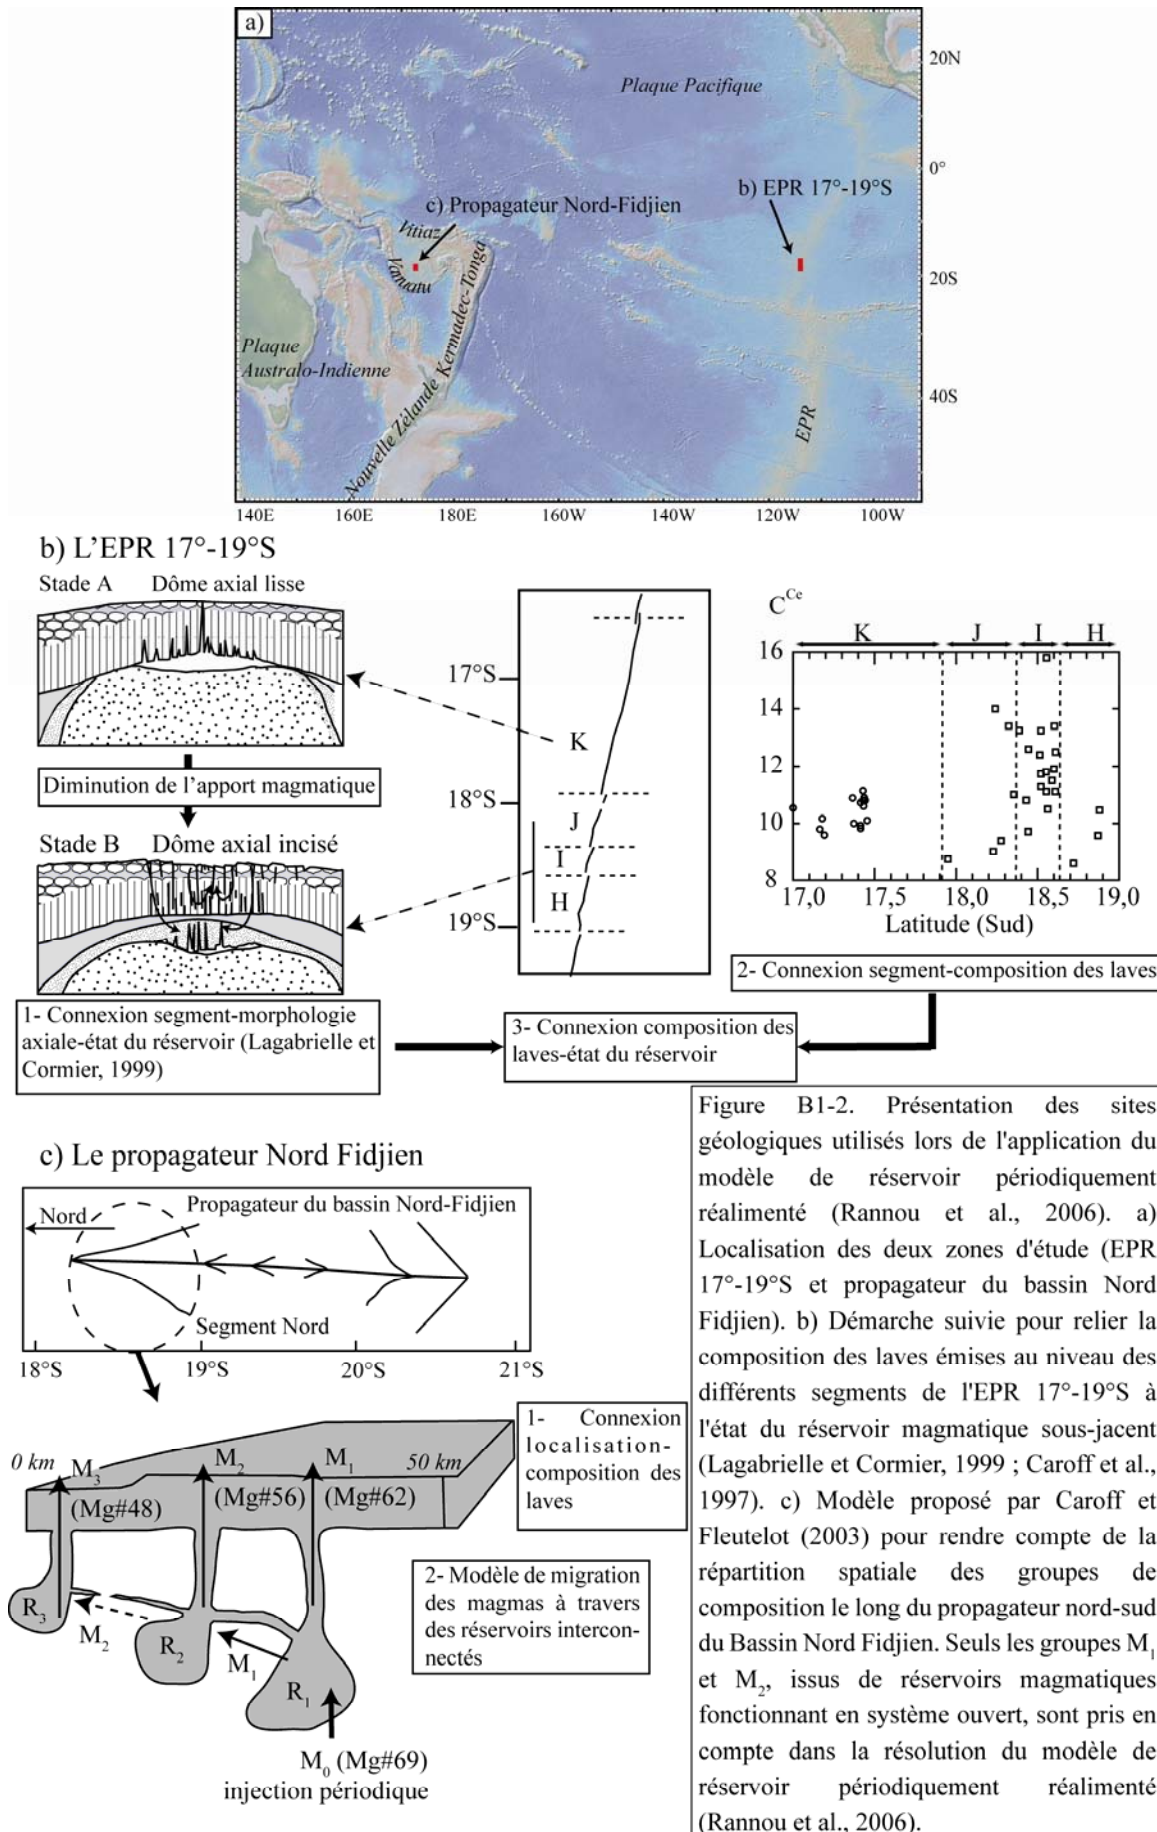 a)
Plaque Pacifique
20N
0°
b) EPR 17°-19°S
c) Propagateur Nord-Fidjien
Vitiaz
Vanuatu
20S
Plaque
Australo-Indienne
Nouvelle Zélande Kermadec-Tonga
40S
EPR
140E 160E 180E 160W 140W 120W 100W
b) L'EPR 17°-19°S
Stade A Dôme axial lisse
Diminution de l'apport magmatique
Stade B Dôme axial incisé
1- Connexion segment-morphologie
axiale-état du réservoir (Lagabrielle et
Cormier, 1999)
17°S
K
18°S
J
I
H
19°S
3- Connexion composition des
laves-état du réservoir
C^Ce
K J I H
16
14
12
10
8
17,0 17,5 18,0 18,5 19,0
Latitude (Sud)
2- Connexion segment-composition des laves
c) Le propagateur Nord Fidjien
Propagateur du bassin Nord-Fidjien
Nord
Segment Nord
18°S 19°S 20°S 21°S
1- Connexion
localisation-
composition des
laves
0 km M3 M2 M1 50 km
(Mg#48) (Mg#56) (Mg#62)
2- Modèle de migration
des magmas à travers
des réservoirs intercon-
nectés
R3
M2
R2
M1
R1
M0 (Mg#69)
injection périodique
Figure B1-2. Présentation des sites
géologiques utilisés lors de l'application du
modèle de réservoir périodiquement
réalimenté (Rannou et al., 2006). a)
Localisation des deux zones d'étude (EPR
17°-19°S et propagateur du bassin Nord
Fidjien). b) Démarche suivie pour relier la
composition des laves émises au niveau des
différents segments de l'EPR 17°-19°S à
l'état du réservoir magmatique sous-jacent
(Lagabrielle et Cormier, 1999 ; Caroff et al.,
1997). c) Modèle proposé par Caroff et
Fleutelot (2003) pour rendre compte de la
répartition spatiale des groupes de
composition le long du propagateur nord-sud
du Bassin Nord Fidjien. Seuls les groupes M1
et M2, issus de réservoirs magmatiques
fonctionnant en système ouvert, sont pris en
compte dans la résolution du modèle de
réservoir périodiquement réalimenté
(Rannou et al., 2006).